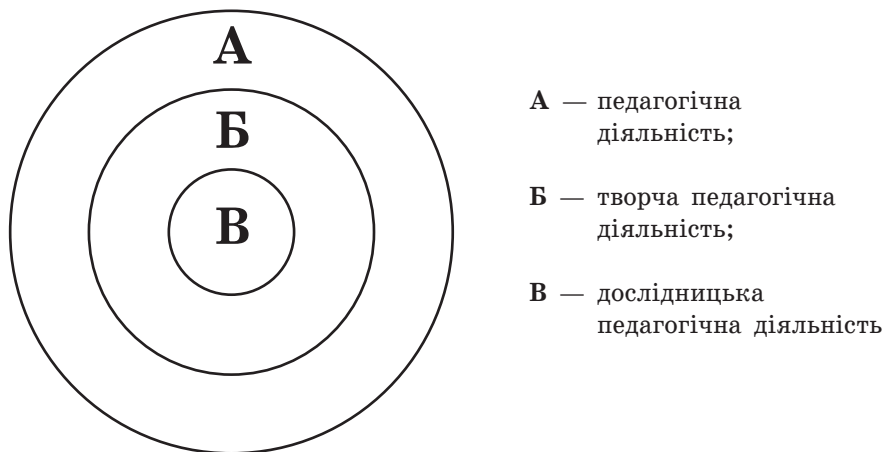 А
Б
В
А — педагогічна
діяльність;
Б — творча педагогічна
діяльність;
В — дослідницька
педагогічна діяльність